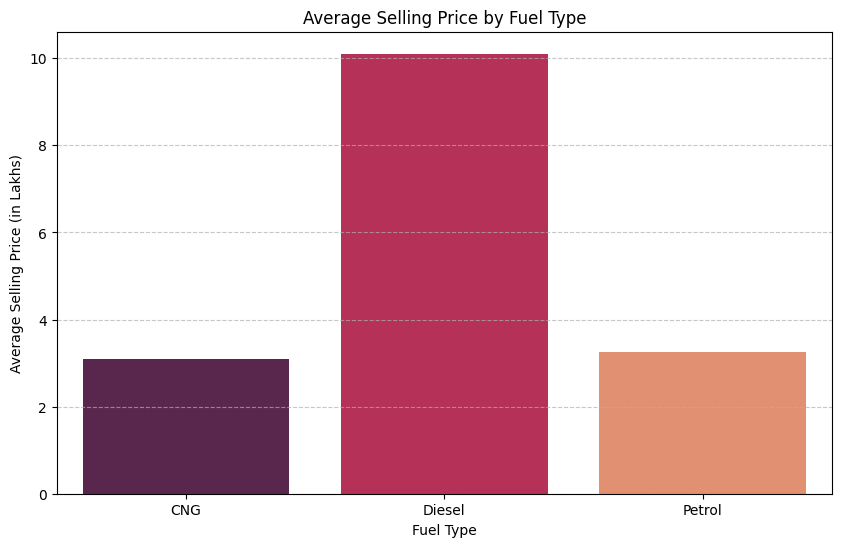 Average Selling Price by Fuel Type
Average Selling Price (in Lakhs)
10
8
6
4
2
0
CNG Diesel Petrol
Fuel Type